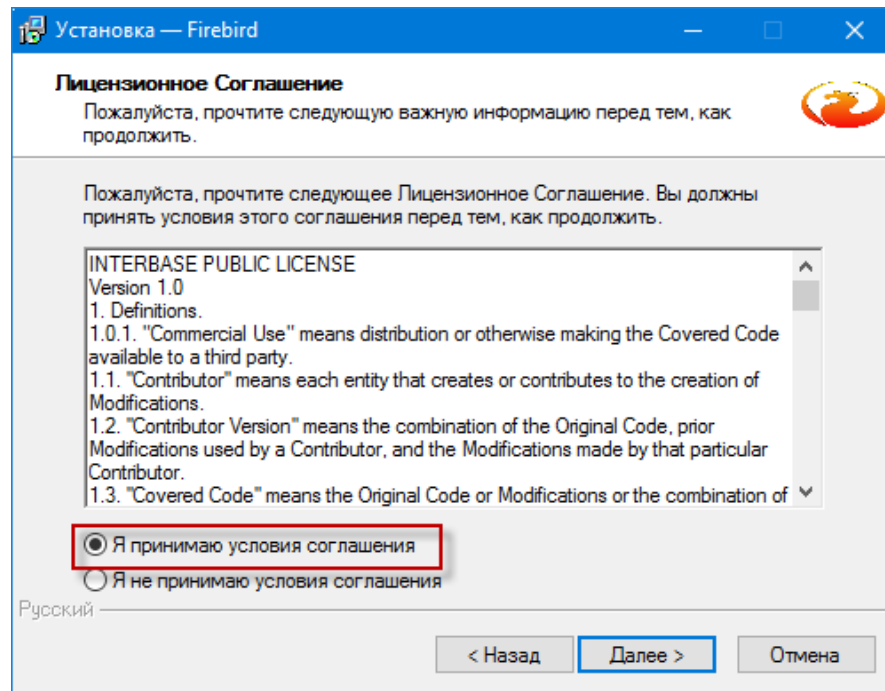 Установка — Firebird
Лицензионное Соглашение
Пожалуйста, прочтите следующую важную информацию перед тем, как
продолжить.
Пожалуйста, прочтите следующее Лицензионное Соглашение. Вы должны
принять условия этого соглашения перед тем, как продолжить.
INTERBASE PUBLIC LICENSE
Version 1.0
1. Definitions.
1.0.1. "Commercial Use" means distribution or otherwise making the Covered Code
available to a third party.
1.1. "Contributor" means each entity that creates or contributes to the creation of
Modifications.
1.2. "Contributor Version" means the combination of the Original Code, prior
Modifications used by a Contributor, and the Modifications made by that particular
Contributor.
1.3. "Covered Code" means the Original Code or Modifications or the combination of
Я принимаю условия соглашения
Я не принимаю условия соглашения
Русский
< Назад
Далее >
Отмена